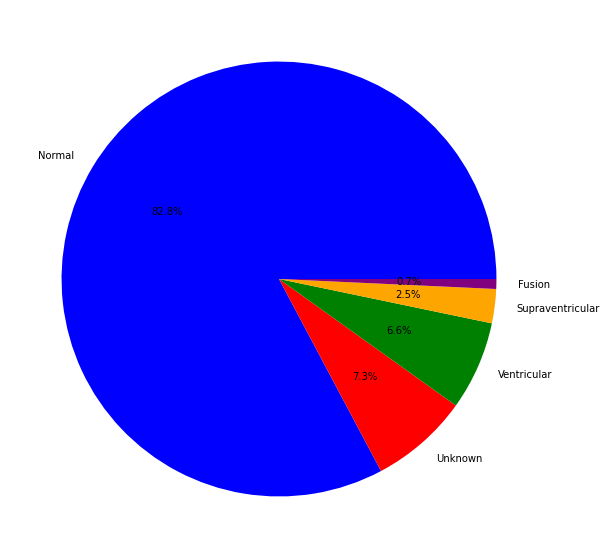 Normal
82.8%
0.7%
Fusion
2.5%
Supraventricular
6.6%
Ventricular
7.3%
Unknown